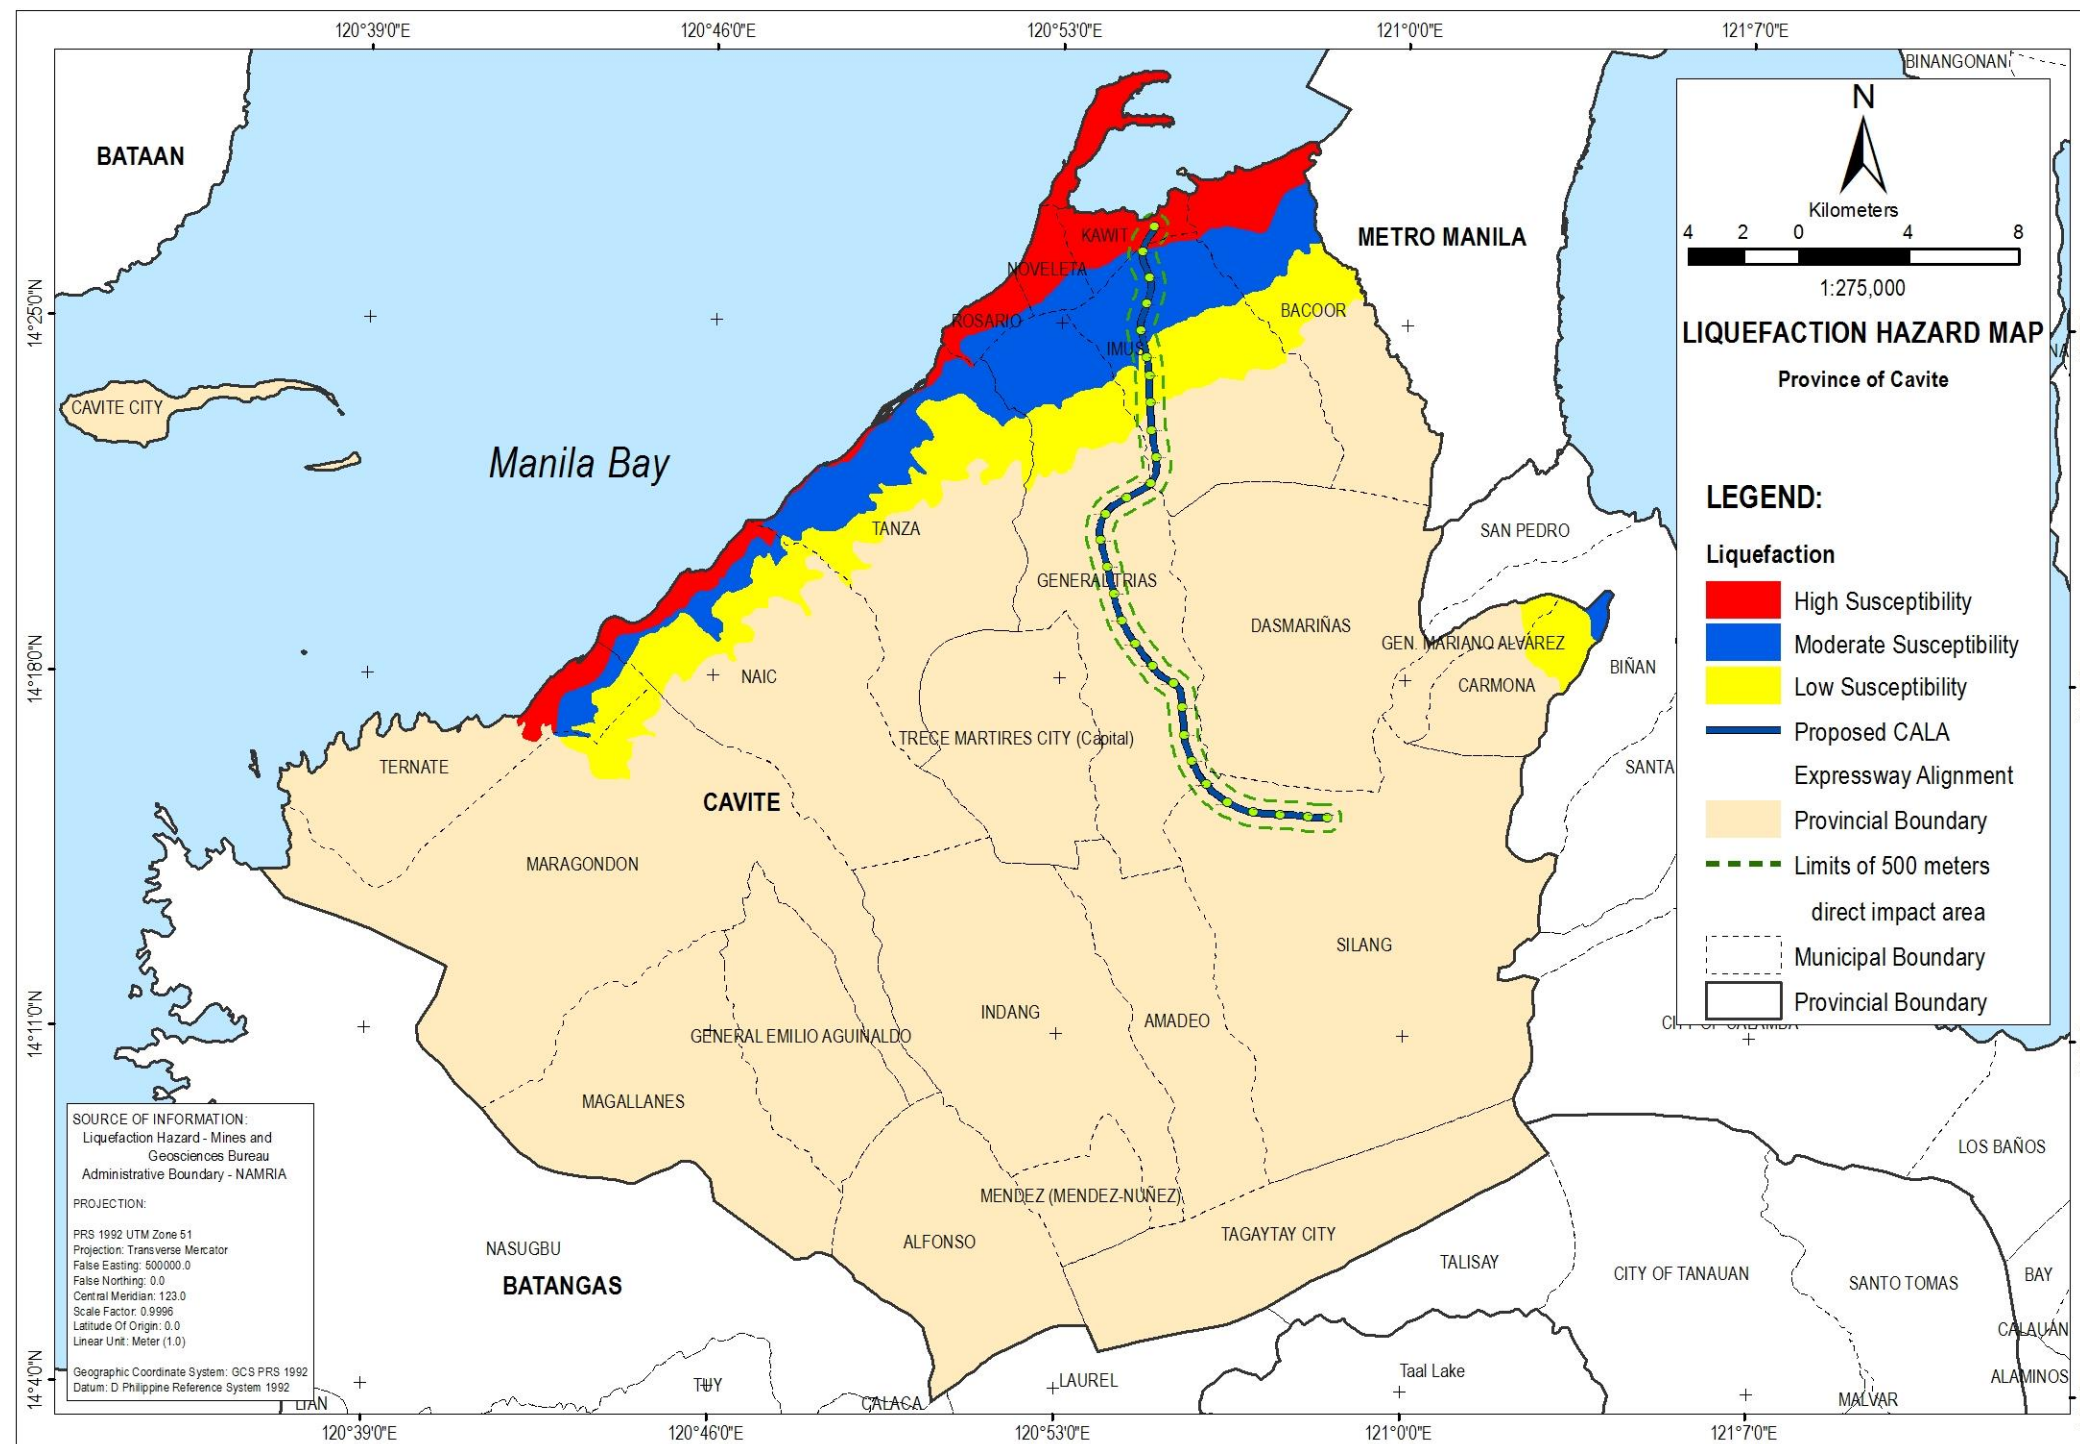 120°39'0"E
120°46'0"E
120°53'0"E
121°0'0"E
121°7'0"E
BINANGONAN
BATAAN
N
Kilometers
4 2 0 4 8
1:275,000
LIQUEFACTION HAZARD MAP
Province of Cavite
METRO MANILA
KAWIT
NOVELETA
ROSARIO
BACOOR
IMUS
14°25'0"N
CAVITE CITY
Manila Bay
TANZA
GENERAL TRIAS
SAN PEDRO
DASMARIÑAS
GEN. MARIANO ALVAREZ
CARMONA
BIÑAN
14°18'0"N
NAIC
TRECE MARTIRES CITY (Capital)
SANTA
TERNATE
CAVITE
MARAGONDON
SILANG
LEGEND:
Liquefaction
High Susceptibility
Moderate Susceptibility
Low Susceptibility
Proposed CALA
Expressway Alignment
Provincial Boundary
Limits of 500 meters
direct impact area
Municipal Boundary
Provincial Boundary
14°11'0"N
INDANG
AMADEO
GENERAL EMILIO AGUINALDO
MAGALLANES
MENDEZ (MENDEZ-NUÑEZ)
ALFONSO
TAGAYTAY CITY
LOS BAÑOS
TALISAY
CITY OF TANAUAN
SANTO TOMAS
BAY
CALAUAN
ALAMINOS
MALVAR
Taal Lake
LAUREL
CALACA
TUY
LIAN
NASUGBU
BATANGAS
SOURCE OF INFORMATION:
Liquefaction Hazard - Mines and
Geosciences Bureau
Administrative Boundary - NAMRIA
PROJECTION:
PRS 1992 UTM Zone 51
Projection: Transverse Mercator
False Easting: 500000.0
False Northing: 0.0
Central Meridian: 123.0
Scale Factor: 0.9996
Latitude Of Origin: 0.0
Linear Unit: Meter (1.0)
Geographic Coordinate System: GCS PRS 1992
Datum: D Philippine Reference System 1992
14°4'0"N
120°39'0"E
120°46'0"E
120°53'0"E
121°0'0"E
121°7'0"E